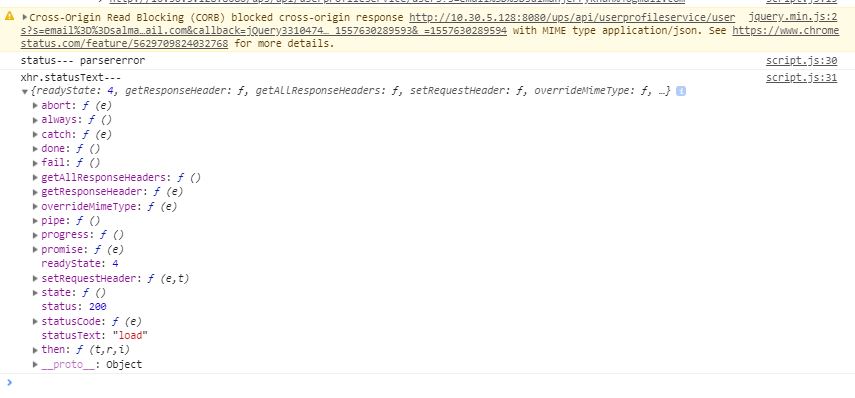 ⚠ ▶Cross-Origin Read Blocking (CORB) blocked cross-origin response http://10.30.5.128:8080/ups/api/userprofileservice/user jquery.min.js:2
s?s=email%3D%3Dsalma…ail.com&callback=jQuery3310474… 1557630289593& =1557630289594 with MIME type application/json. See https://www.chrome
status.com/feature/5629709824032768 for more details.
status--- parsererror script.js:30
xhr.statusText--- script.js:31
▼{readyState: 4, getResponseHeader: ƒ, getAllResponseHeaders: ƒ, setRequestHeader: ƒ, overrideMimeType: ƒ, …} i
▶abort: ƒ (e)
▶always: ƒ ()
▶catch: ƒ (e)
▶done: ƒ ()
▶fail: ƒ ()
▶getAllResponseHeaders: ƒ ()
▶getResponseHeader: ƒ (e)
▶overrideMimeType: ƒ (e)
▶pipe: ƒ ()
▶progress: ƒ ()
▶promise: ƒ (e)
readyState: 4
▶setRequestHeader: ƒ (e,t)
▶state: ƒ ()
status: 200
▶statusCode: ƒ (e)
statusText: "load"
▶then: ƒ (t,r,i)
▶__proto__: Object